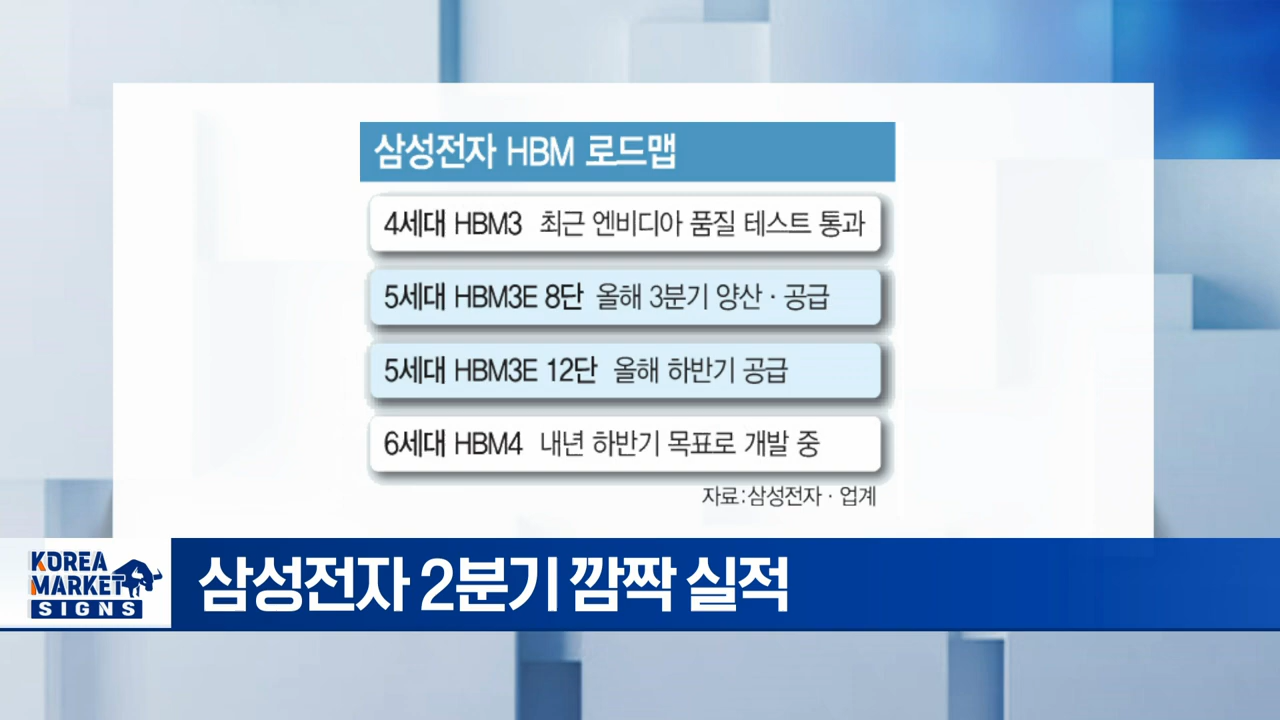 삼성전자 HBM 로드맵
4세대 HBM3 최근 엔비디아 품질 테스트 통과
5세대 HBM3E 8단 올해 3분기 양산·공급
5세대 HBM3E 12단 올해 하반기 공급
6세대 HBM4 내년 하반기 목표로 개발 중
자료:삼성전자·업계
KOREA
MARKET
SIGNS
삼성전자 2분기 깜짝 실적